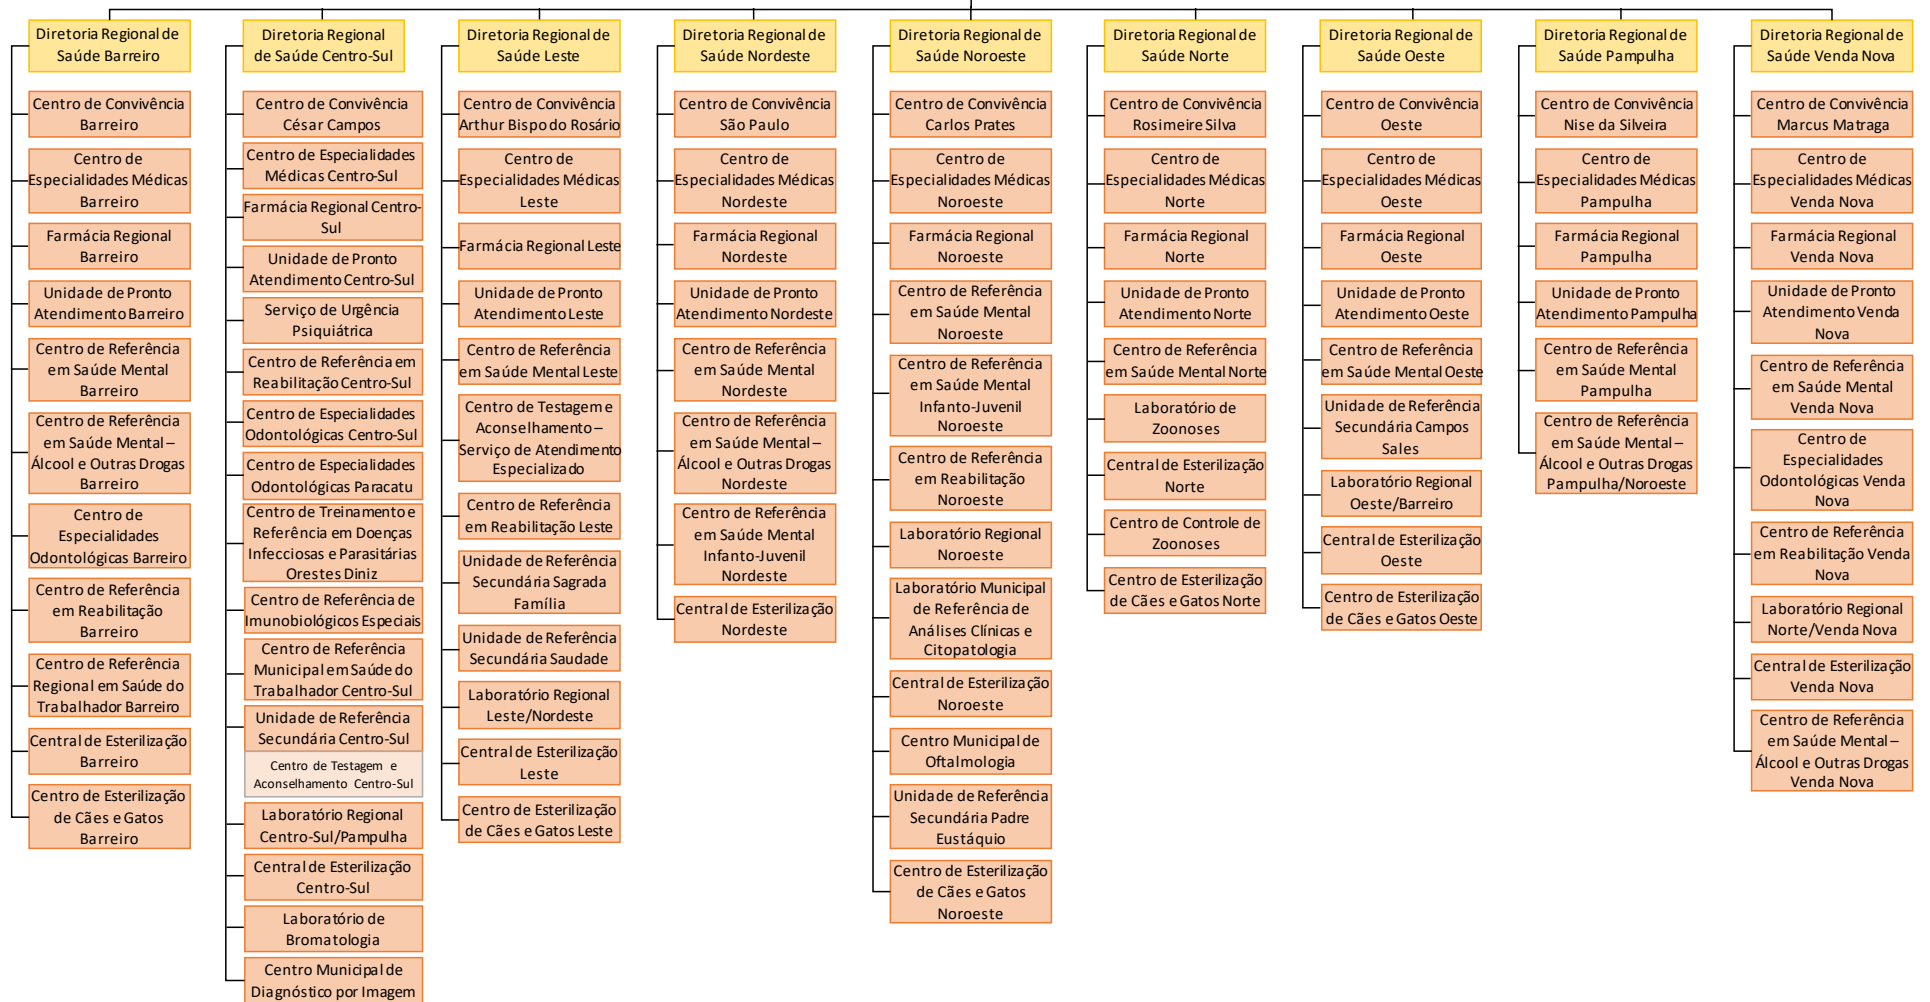 Diretoria Regional de
Saúde Barreiro
Centro de Convivência
Barreiro
Centro de
Especialidades Médicas
Barreiro
Farmácia Regional
Barreiro
Unidade de Pronto
Atendimento Barreiro
Centro de Referência
em Saúde Mental
Barreiro
Centro de Referência
em Saúde Mental –
Álcool e Outras Drogas
Barreiro
Centro de
Especialidades
Odontológicas Barreiro
Centro de Referência
em Reabilitação
Barreiro
Centro de Referência
Regional em Saúde do
Trabalhador Barreiro
Central de Esterilização
Barreiro
Centro de Esterilização
de Cães e Gatos
Barreiro
Diretoria Regional
de Saúde Centro-Sul
Centro de Convivência
César Campos
Centro de Especialidades
Médicas Centro-Sul
Farmácia Regional Centro-
Sul
Unidade de Pronto
Atendimento Centro-Sul
Serviço de Urgência
Psiquiátrica
Centro de Referência em
Reabilitação Centro-Sul
Centro de Especialidades
Odontológicas Centro-Sul
Centro de Especialidades
Odontológicas Paracatu
Centro de Treinamento e
Referência em Doenças
Infecciosas e Parasitárias
Orestes Diniz
Centro de Referência de
Imunobiológicos Especiais
Centro de Referência
Municipal em Saúde do
Trabalhador Centro-Sul
Unidade de Referência
Secundária Centro-Sul
Centro de Testagem e
Aconselhamento Centro-Sul
Laboratório Regional
Centro-Sul/Pampulha
Central de Esterilização
Centro-Sul
Laboratório de
Bromatologia
Centro Municipal de
Diagnóstico por Imagem
Diretoria Regional de
Saúde Leste
Centro de Convivência
Arthur Bispo do Rosário
Centro de
Especialidades Médicas
Leste
Farmácia Regional Leste
Unidade de Pronto
Atendimento Leste
Centro de Referência
em Saúde Mental Leste
Centro de Testagem e
Aconselhamento –
Serviço de Atendimento
Especializado
Centro de Referência
em Reabilitação Leste
Unidade de Referência
Secundária Sagrada
Família
Unidade de Referência
Secundária Saudade
Laboratório Regional
Leste/Nordeste
Central de Esterilização
Leste
Centro de Esterilização
de Cães e Gatos Leste
Diretoria Regional de
Saúde Nordeste
Centro de Convivência
São Paulo
Centro de
Especialidades Médicas
Nordeste
Farmácia Regional
Nordeste
Unidade de Pronto
Atendimento Nordeste
Centro de Referência
em Saúde Mental
Nordeste
Centro de Referência
em Saúde Mental –
Álcool e Outras Drogas
Nordeste
Centro de Referência
em Saúde Mental
Infanto-Juvenil
Nordeste
Central de Esterilização
Nordeste
Diretoria Regional de
Saúde Noroeste
Centro de Convivência
Carlos Prates
Centro de
Especialidades Médicas
Noroeste
Farmácia Regional
Noroeste
Centro de Referência
em Saúde Mental
Noroeste
Centro de Referência
em Saúde Mental
Infanto-Juvenil
Noroeste
Centro de Referência
em Reabilitação
Noroeste
Laboratório Regional
Noroeste
Laboratório Municipal
de Referência de
Análises Clínicas e
Citopatologia
Central de Esterilização
Noroeste
Centro Municipal de
Oftalmologia
Unidade de Referência
Secundária Padre
Eustáquio
Centro de Esterilização
de Cães e Gatos
Noroeste
Diretoria Regional de
Saúde Norte
Centro de Convivência
Rosimeire Silva
Centro de
Especialidades Médicas
Norte
Farmácia Regional
Norte
Unidade de Pronto
Atendimento Norte
Centro de Referência
em Saúde Mental Norte
Laboratório de
Zoonoses
Central de Esterilização
Norte
Centro de Controle de
Zoonoses
Centro de Esterilização
de Cães e Gatos Norte
Diretoria Regional de
Saúde Oeste
Centro de Convivência
Oeste
Centro de
Especialidades Médicas
Oeste
Farmácia Regional
Oeste
Unidade de Pronto
Atendimento Oeste
Centro de Referência
em Saúde Mental Oeste
Unidade de Referência
Secundária Campos
Sales
Laboratório Regional
Oeste/Barreiro
Central de Esterilização
Oeste
Centro de Esterilização
de Cães e Gatos Oeste
Diretoria Regional de
Saúde Pampulha
Centro de Convivência
Nise da Silveira
Centro de
Especialidades Médicas
Pampulha
Farmácia Regional
Pampulha
Unidade de Pronto
Atendimento Pampulha
Centro de Referência
em Saúde Mental
Pampulha
Centro de Referência
em Saúde Mental –
Álcool e Outras Drogas
Pampulha/Noroeste
Diretoria Regional de
Saúde Venda Nova
Centro de Convivência
Marcus Matraga
Centro de
Especialidades Médicas
Venda Nova
Farmácia Regional
Venda Nova
Unidade de Pronto
Atendimento Venda
Nova
Centro de Referência
em Saúde Mental
Venda Nova
Centro de
Especialidades
Odontológicas Venda
Nova
Centro de Referência
em Reabilitação Venda
Nova
Laboratório Regional
Norte/Venda Nova
Central de Esterilização
Venda Nova
Centro de Referência
em Saúde Mental –
Álcool e Outras Drogas
Venda Nova